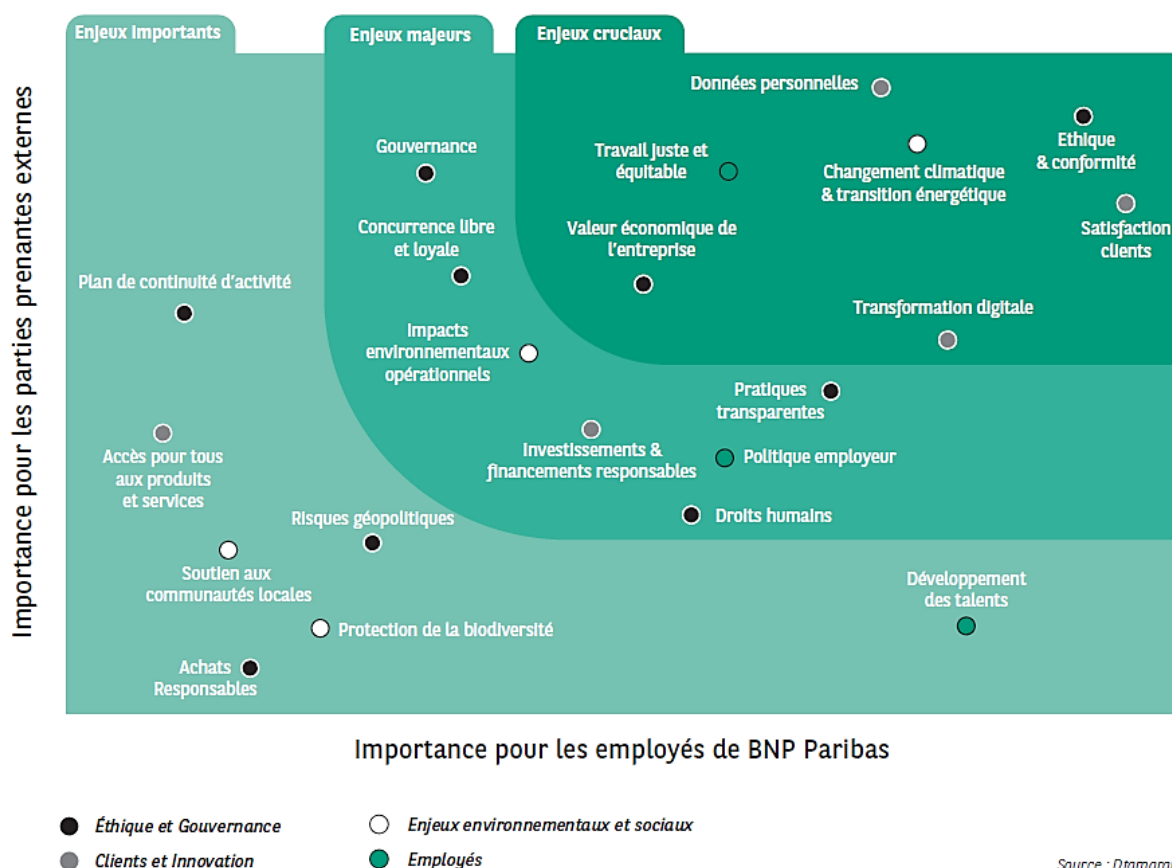 Enjeux importants
Enjeux majeurs
Enjeux cruciaux
Importance pour les parties prenantes externes
Données personnelles
Ethique
& conformité
Gouvernance
Travail juste et
équitable
Changement climatique
& transition énergétique
Concurrence libre
et loyale
Valeur économique de
l'entreprise
Satisfaction
clients
Plan de continuité d'activité
Transformation digitale
Impacts
environnementaux
opérationnels
Pratiques
transparentes
Accès pour tous
aux produits
et services
Investissements &
financements responsables
Politique employeur
Risques géopolitiques
Droits humains
Soutien aux
communautés locales
Développement
des talents
Protection de la biodiversité
Achats
Responsables
Importance pour les employés de BNP Paribas
Éthique et Gouvernance
Enjeux environnementaux et sociaux
Clients et Innovation
Employés
Source :